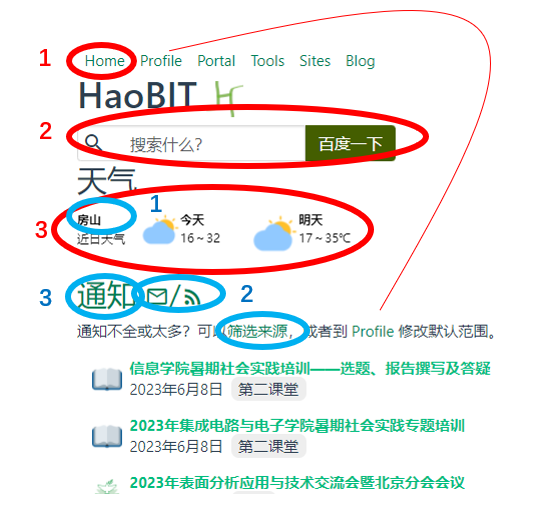 1 Home Profile Portal Tools Sites Blog
HaoBIT
2 搜索什么？ 百度一下
天气
3 房山 1 今天 明天
近日天气 16～32 17～35℃
3 通知 / 2
通知不全或太多？可以筛选来源，或者到 Profile 修改默认范围。
信息学院暑期社会实践培训——选题、报告撰写及答疑
2023年6月8日 第二课堂
2023年集成电路与电子学院暑期社会实践专题培训
2023年6月8日 第二课堂
2023年表面分析应用与技术交流会暨北京分会会议